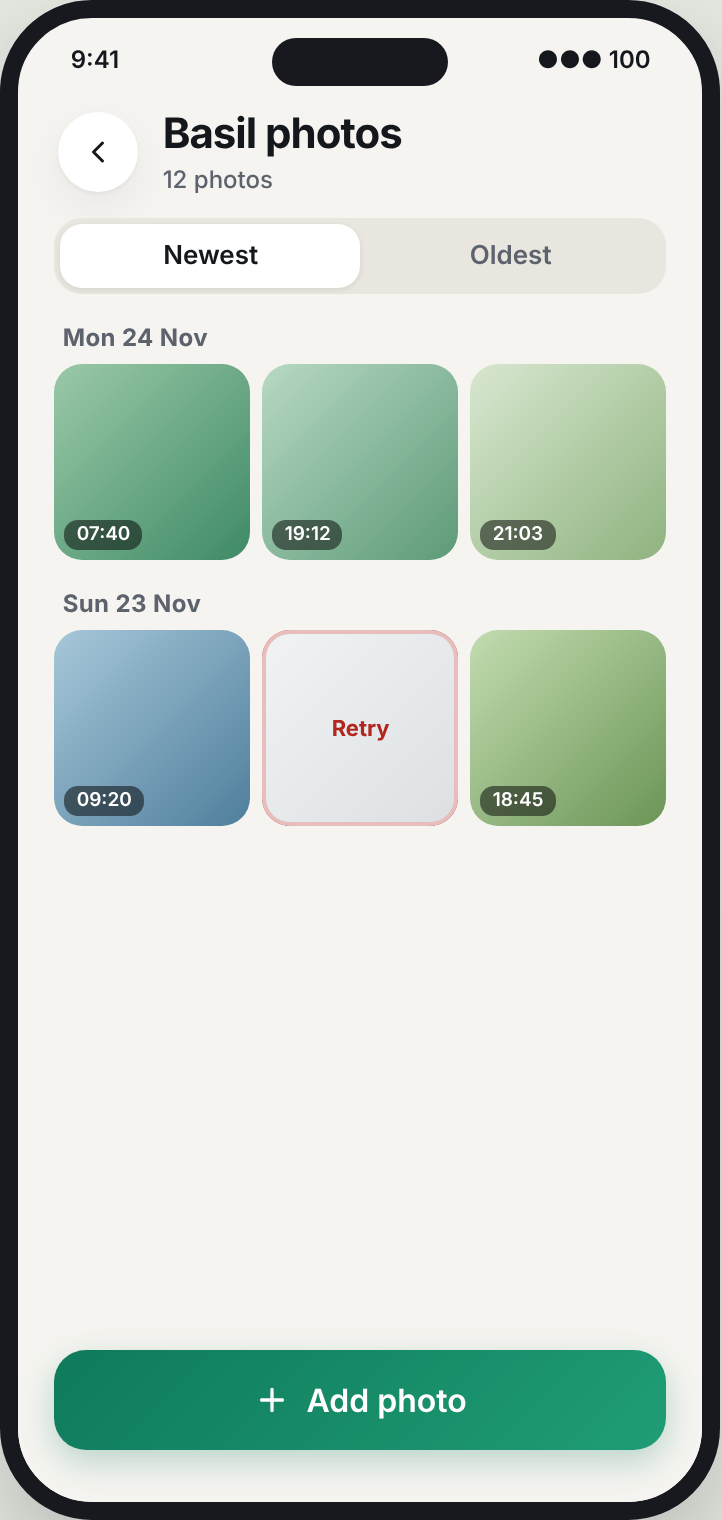 9:41
100
Basil photos
12 photos
Newest Oldest
Mon 24 Nov
07:40 19:12 21:03
Sun 23 Nov
Retry
09:20 18:45
Add photo